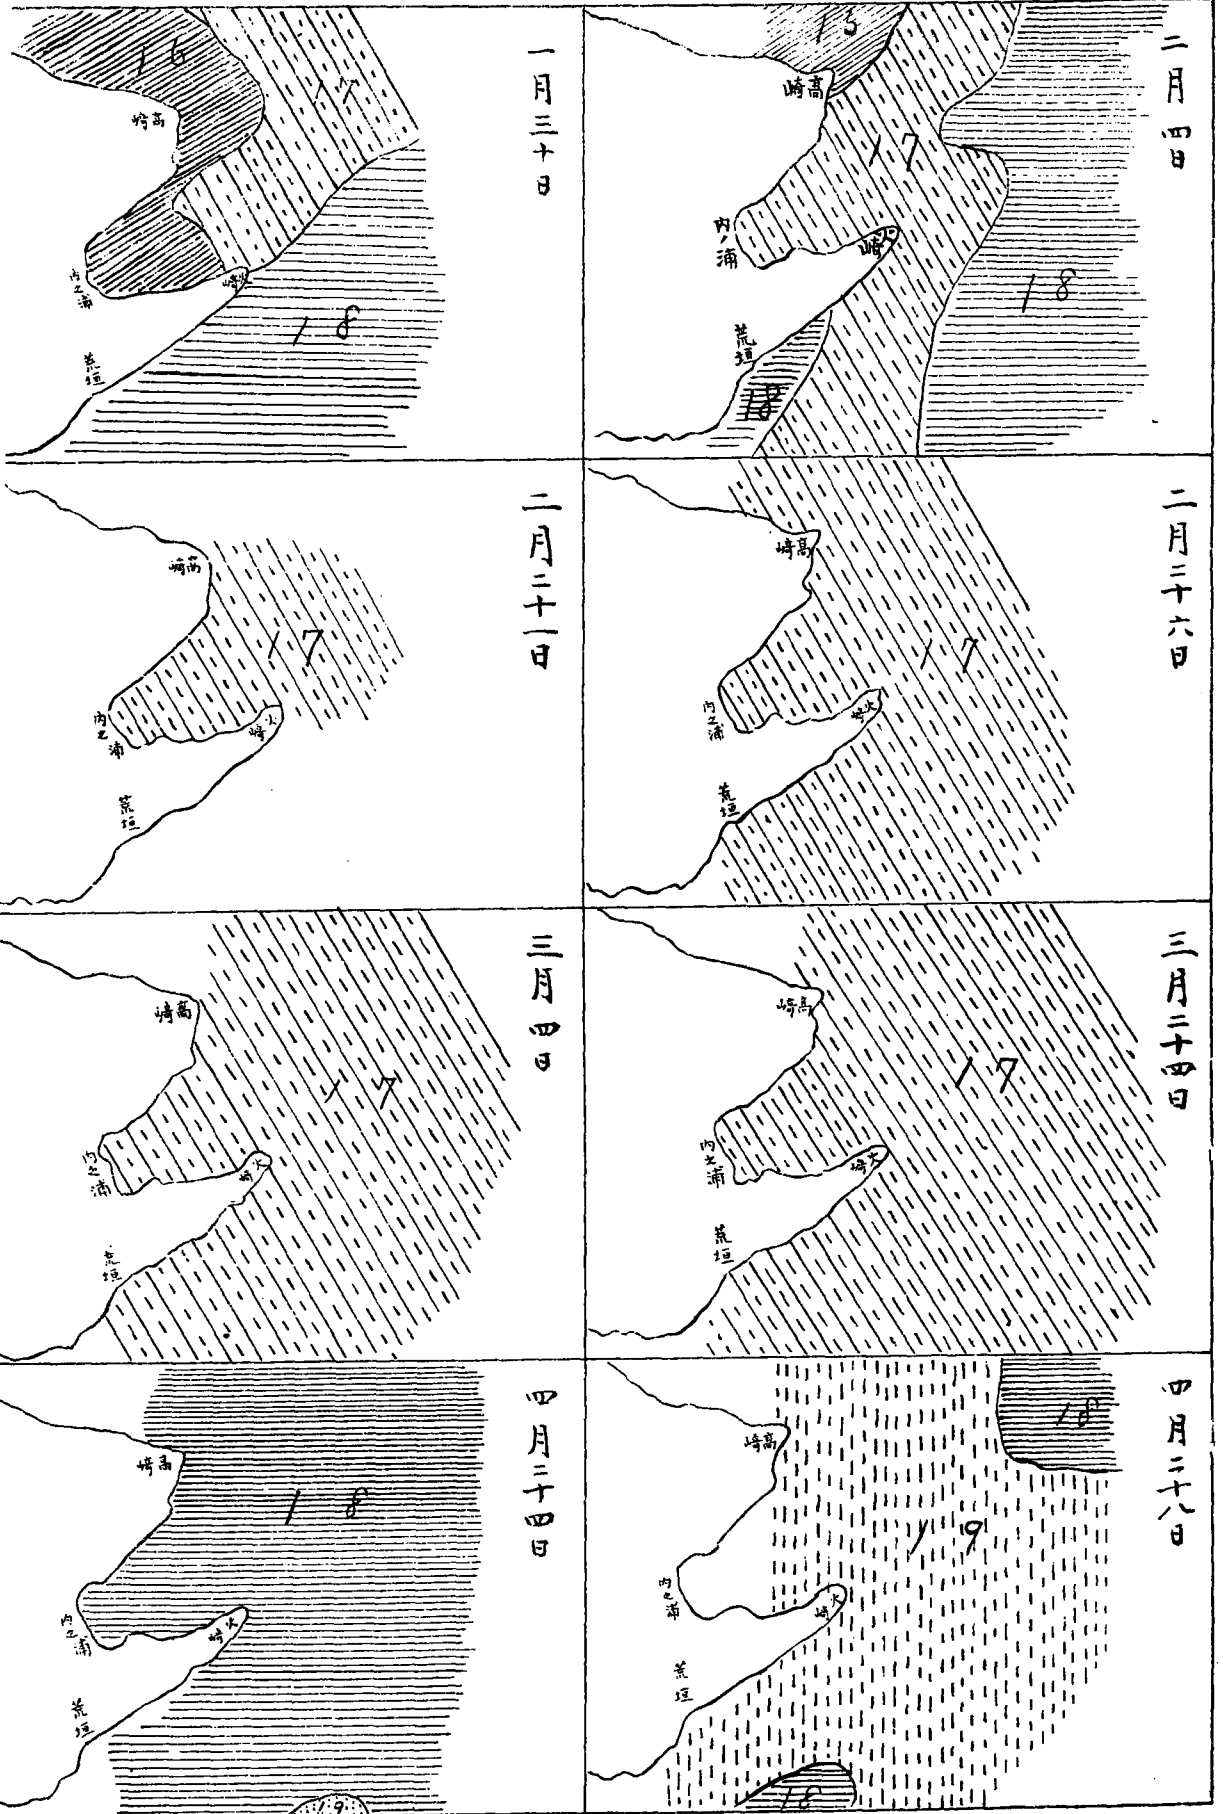 一月三十日
16
17
高崎
内之浦
火崎
18
荒垣
二月四日
高崎
17
内ノ浦
火崎
18
荒垣
18
二月二十一日
高崎
17
内之浦
火崎
荒垣
二月二十六日
高崎
17
内之浦
火崎
荒垣
三月四日
高崎
17
内之浦
火崎
荒垣
三月二十四日
高崎
17
内之浦
火崎
荒垣
四月二十四日
高崎
18
内之浦
火崎
荒垣
19
四月二十八日
18
高崎
19
内之浦
火崎
荒垣
18